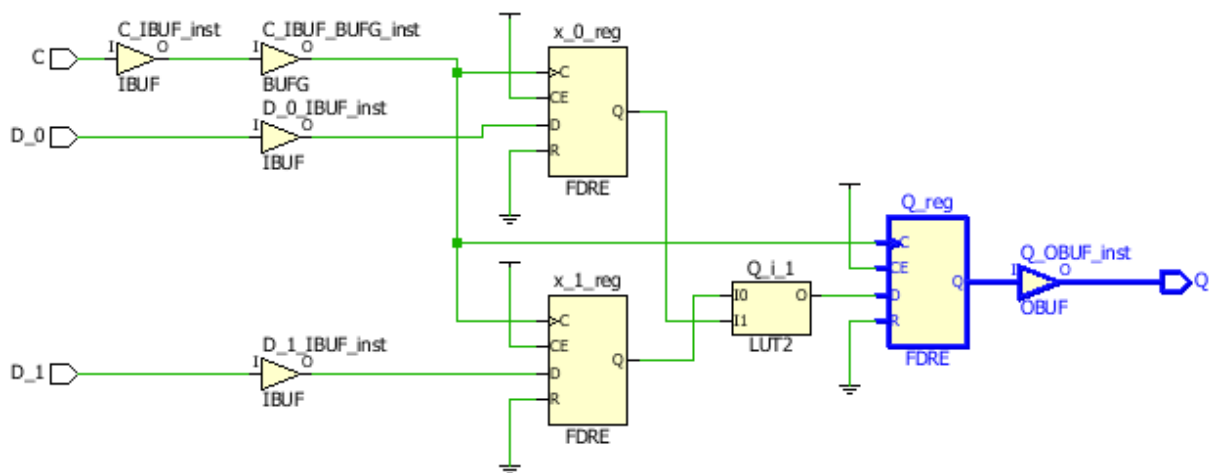 C
I
C_IBUF_inst
O
IBUF
I
C_IBUF_BUFG_inst
O
BUFG
D_0
I
D_0_IBUF_inst
O
IBUF
x_0_reg
C
CE
D
R
Q
FDRE
D_1
I
D_1_IBUF_inst
O
IBUF
x_1_reg
C
CE
D
R
Q
FDRE
Q_i_1
I0
I1
O
LUT2
Q_reg
C
CE
D
R
Q
FDRE
Q_OBUF_inst
I
O
OBUF
Q